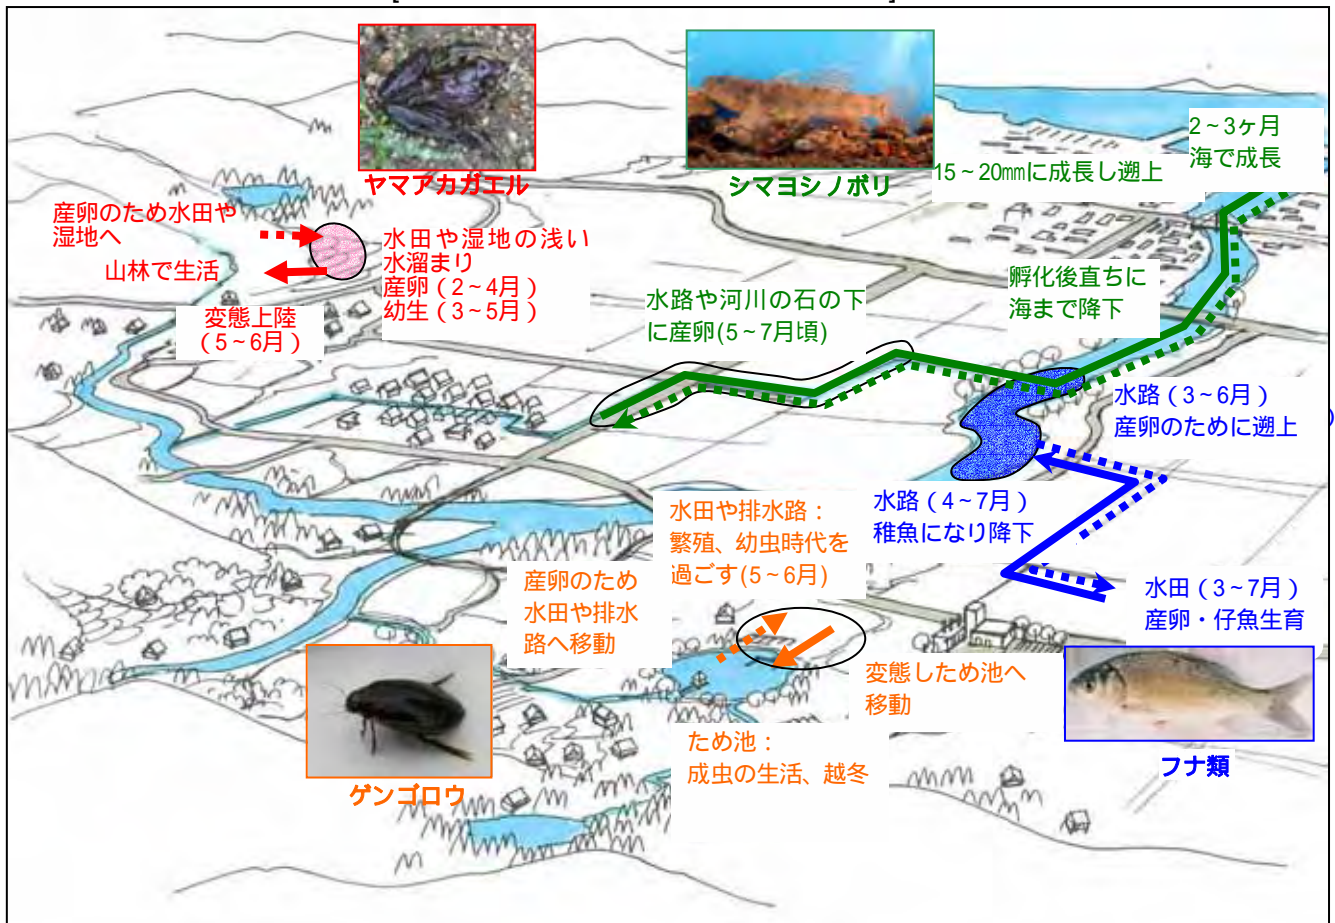 ヤマアカガエル
シマヨシノボリ
2~3ヶ月
海で成長
15~20mmに成長し遡上
産卵のため水田や
湿地へ
山林で生活
変態上陸
(5~6月)
水田や湿地の浅い
水溜まり
産卵(2~4月)
幼生(3~5月)
水路や河川の石の下
に産卵(5~7月頃)
孵化後直ちに
海まで降下
水路(3~6月)
産卵のために遡上
)
水路(4~7月)
稚魚になり降下
水田(3~7月)
産卵・仔魚生育
水田や排水路:
繁殖、幼虫時代を
過ごす(5~6月)
産卵のため
水田や排水
路へ移動
変態しため池へ
移動
ため池:
成虫の生活、越冬
ゲンゴロウ
フナ類